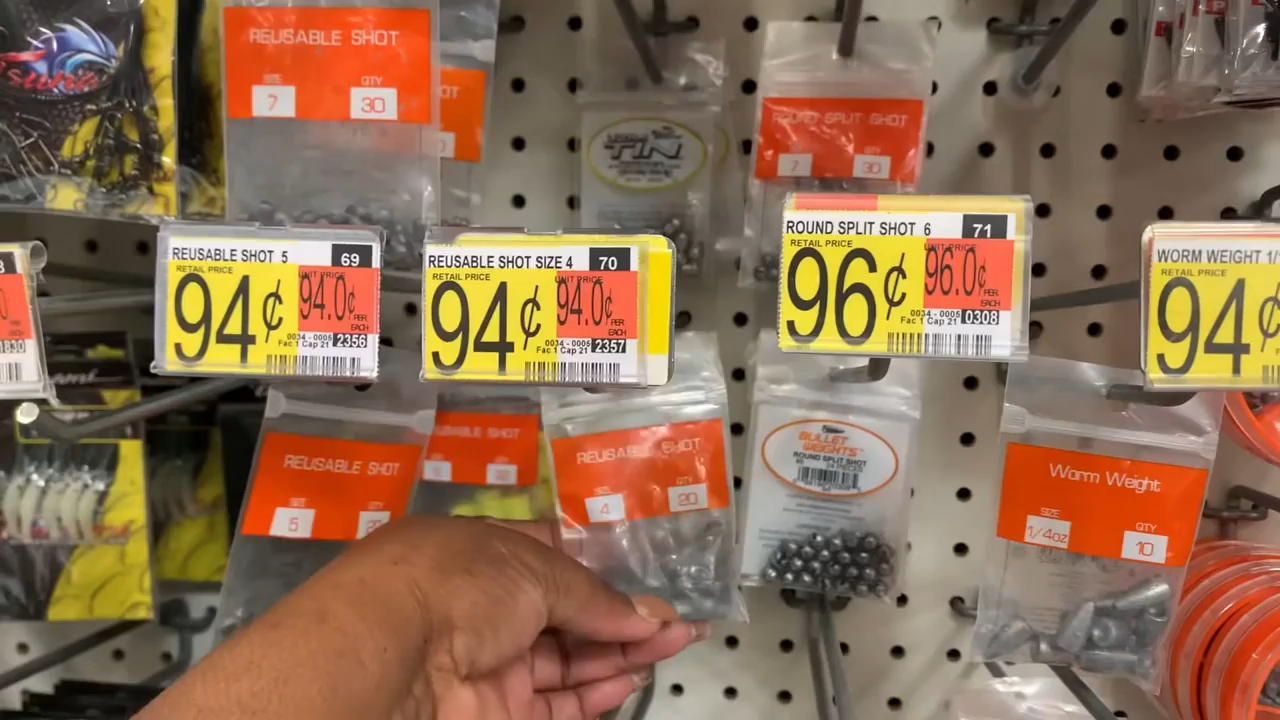 REUSABLE SHOT
SIZE QTY
7 30
TIN
ROUND SPLIT SHOT
7 30
REUSABLE SHOT 5 69
RETAIL PRICE UNIT PRICE
94¢ 94.0¢
PER
EACH
0034 - 0005
Fac 1 Cap 21 2356
REUSABLE SHOT SIZE 4 70
RETAIL PRICE UNIT PRICE
94¢ 94.0¢
PER
EACH
0034 - 0005
Fac 1 Cap 21 2357
ROUND SPLIT SHOT 6 71
RETAIL PRICE UNIT PRICE
96¢ 96.0¢
PER
EACH
0034 - 0005
Fac 1 Cap 21 0308
WORM WEIGHT 1/
RETAIL PRICE
94¢
1830
REUSABLE SHOT
SIZE QTY
5
REUSABLE SHOT
SIZE QTY
4 20
BULLET
WEIGHTS
ROUND SPLIT SHOT
24 PIECES
Worm Weight
SIZE QTY
1/4oz 10